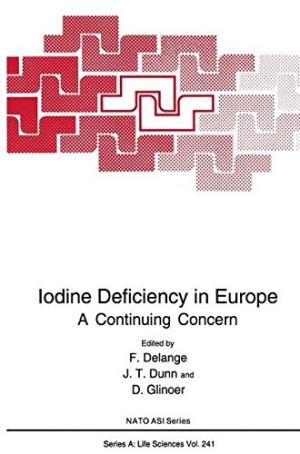 Iodine Deficiency in Europe
A Continuing Concern
Edited by
F. Delange
J. T. Dunn and
D. Glinoer
NATO ASI Series
Series A: Life Sciences Vol. 241